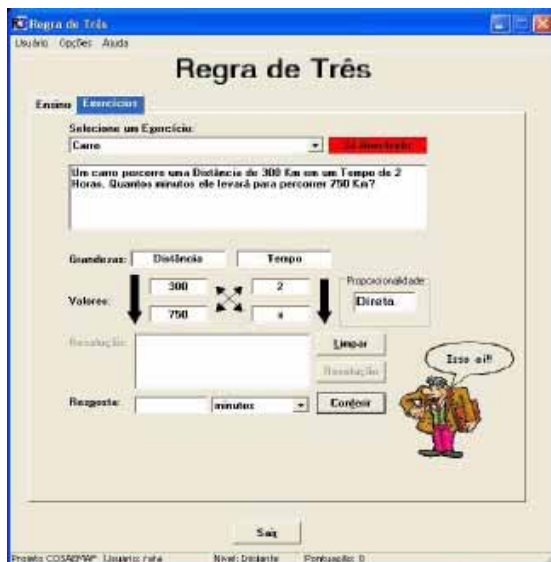 Regra de Três
Usuário Opções Ajuda
Regra de Três
Ensino Exercícios
Selecione um Exercício:
Carro
Um carro percorre uma Distância de 300 Km em um Tempo de 2
Horas. Quantos minutos ele levará para percorrer 750 Km?
Grandezas: Distância Tempo
Proporcionalidade
300 2
Valores: Direta
750 x
Resolução: Limpar
Isso aí!!
Resolução
Resposta: minutos Conferir
Sair
Projeto COSAEMAP Usuário: Nível: Iniciante Pontuação: 0